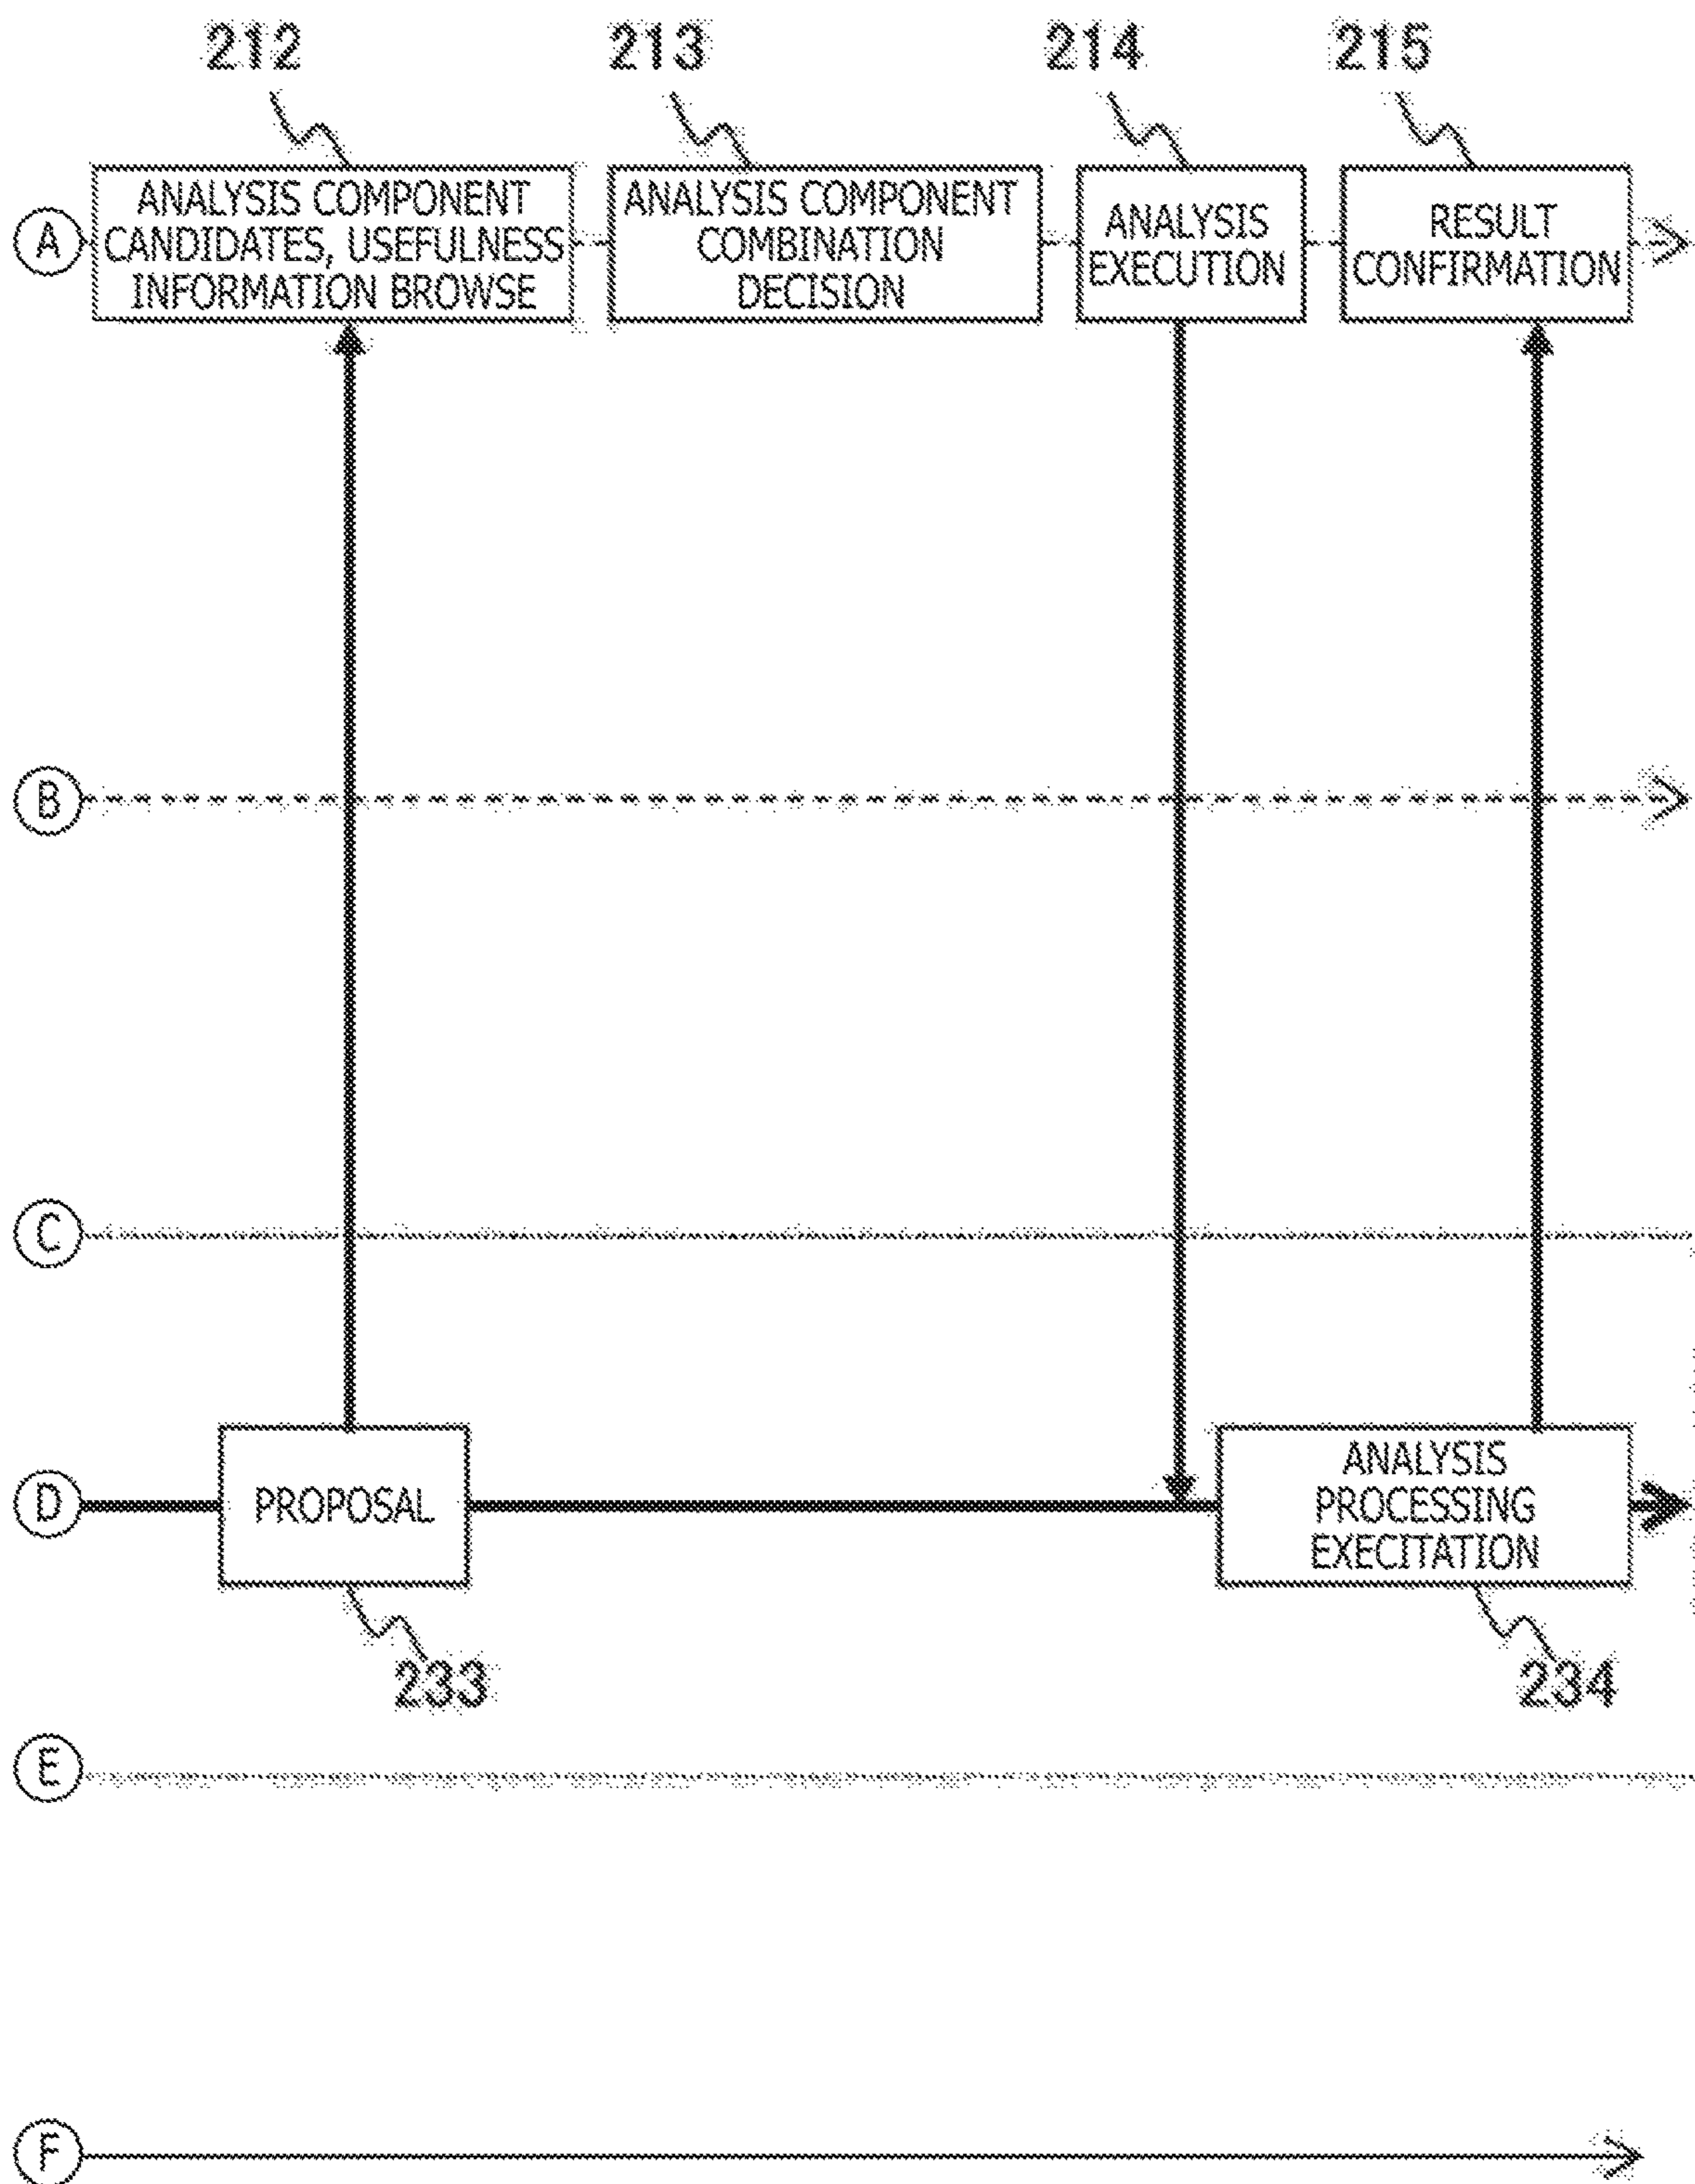 212
213
214
215
A
ANALYSIS COMPONENT
CANDIDATES, USEFULNESS
INFORMATION BROWSE
ANALYSIS COMPONENT
COMBINATION
DECISION
ANALYSIS
EXECUTION
RESULT
CONFIRMATION
B
C
D
PROPOSAL
ANALYSIS
PROCESSING
EXECITATION
233
234
E
F